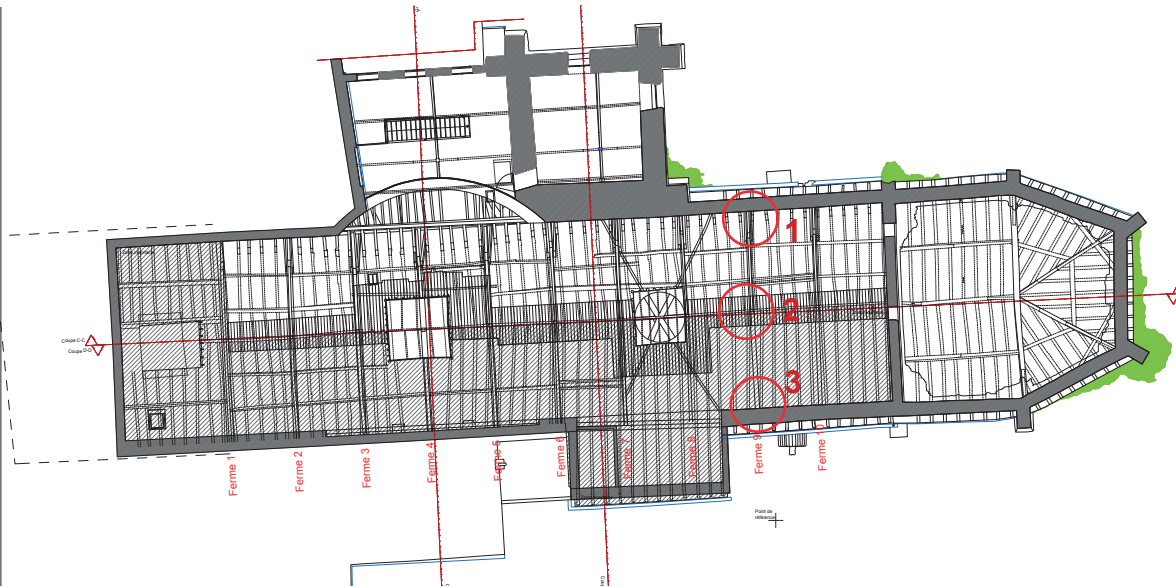 1
2
3
Coupe C-C
Coupe D-D
Ferme 1
Ferme 2
Ferme 3
Ferme 4
Ferme 5
Ferme 6
Ferme 7
Ferme 8
Ferme 9
Ferme 10
Point de
référence